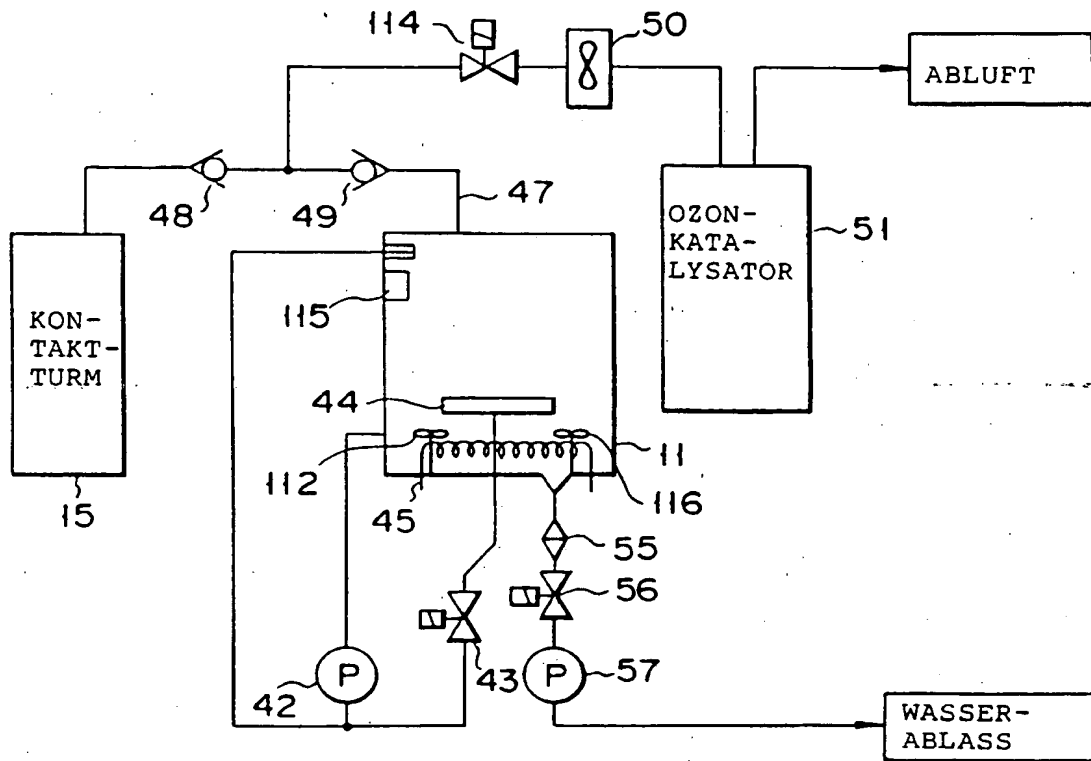 114
50
ABLUFT
48
49
47
OZON-
KATA-
LYSATOR
51
115
KON-
TAKT-
TURM
44
112
11
116
15
45
55
56
43
42
P
P
57
WASSER-
ABLASS